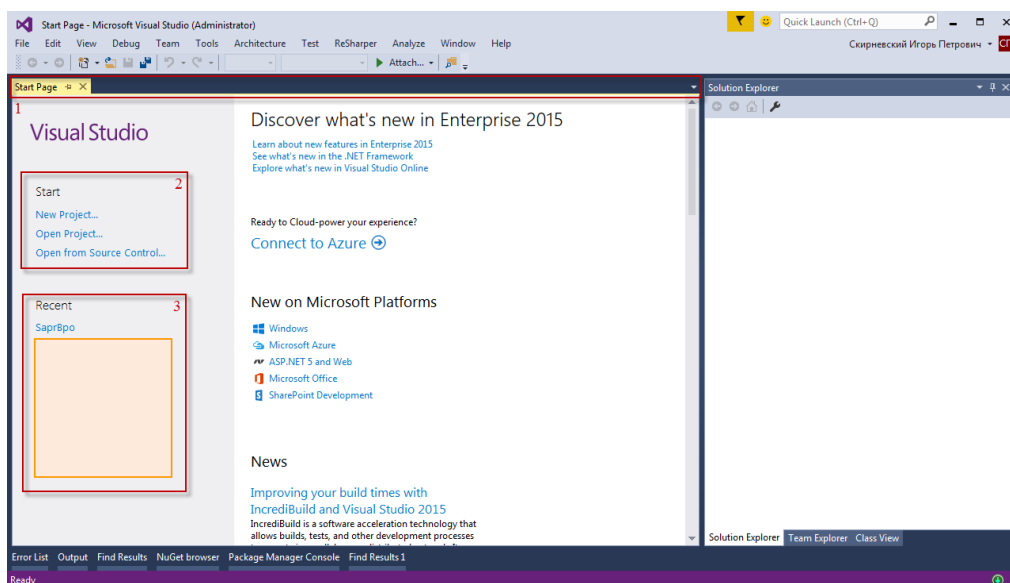 Start Page - Microsoft Visual Studio (Administrator)
Quick Launch (Ctrl+Q)
File Edit View Debug Team Tools Architecture Test ReSharper Analyze Window Help
Скирневский Игорь Петрович
СП
Attach...
Start Page
Solution Explorer
1
Visual Studio
Discover what's new in Enterprise 2015
Learn about new features in Enterprise 2015
See what's new in the .NET Framework
Explore what's new in Visual Studio Online
2
Start
New Project...
Open Project...
Open from Source Control...
Ready to Cloud-power your experience?
Connect to Azure
3
Recent
SaprBpo
New on Microsoft Platforms
Windows
Microsoft Azure
ASP.NET 5 and Web
Microsoft Office
SharePoint Development
News
Improving your build times with
IncrediBuild and Visual Studio 2015
IncrediBuild is a software acceleration technology that
allows builds, tests, and other development processes
Solution Explorer Team Explorer Class View
Error List Output Find Results NuGet browser Package Manager Console Find Results 1
Ready